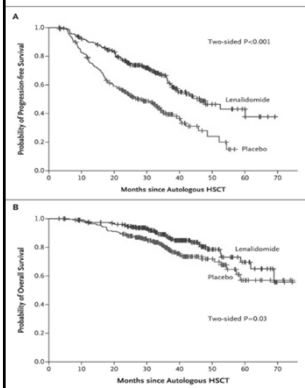 A
1.0
0.8
0.6
0.4
0.2
0.0
Probability of Progression-free Survival
Two-sided P<0.001
Lenalidomide
Placebo
0 10 20 30 40 50 60 70
Months since Autologous HSCT
B
1.0
0.8
0.6
0.4
0.2
0.0
Probability of Overall Survival
Lenalidomide
Placebo
Two-sided P=0.03
0 10 20 30 40 50 60 70
Months since Autologous HSCT